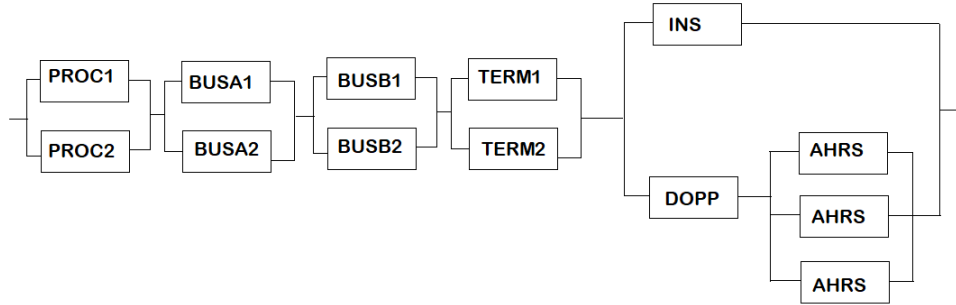 INS
PROC1
BUSA1
BUSB1
TERM1
PROC2
BUSA2
BUSB2
TERM2
AHRS
DOPP
AHRS
AHRS